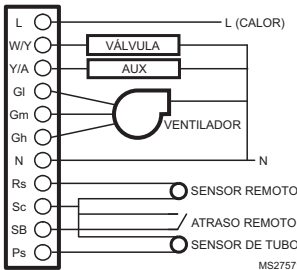 L
L (CALOR)
W/Y
VÁLVULA
Y/A
AUX
Gl
Gm
VENTILADOR
Gh
N
N
Rs
SENSOR REMOTO
Sc
SB
ATRASO REMOTO
Ps
SENSOR DE TUBO
MS2757